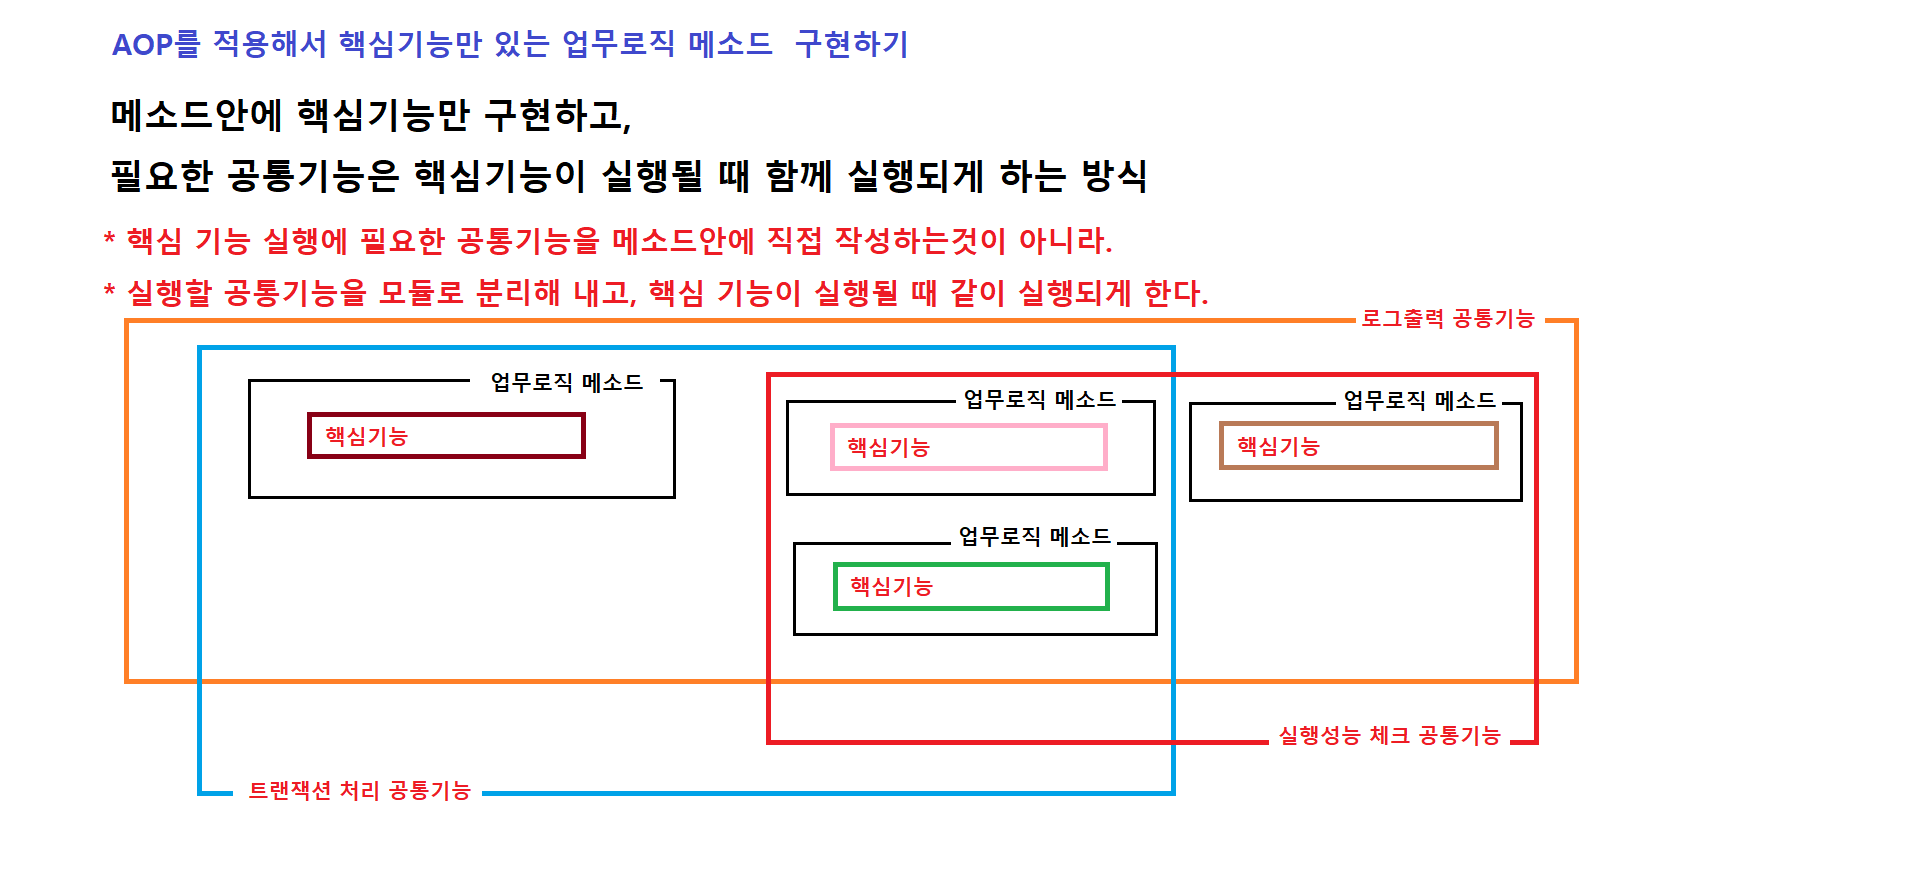 AOP를 적용해서 핵심기능만 있는 업무로직 메소드 구현하기
메소드안에 핵심기능만 구현하고,
필요한 공통기능은 핵심기능이 실행될 때 함께 실행되게 하는 방식
* 핵심 기능 실행에 필요한 공통기능을 메소드안에 직접 작성하는것이 아니라.
* 실행할 공통기능을 모듈로 분리해 내고, 핵심 기능이 실행될 때 같이 실행되게 한다.
로그출력 공통기능
업무로직 메소드
핵심기능
업무로직 메소드
핵심기능
업무로직 메소드
핵심기능
업무로직 메소드
핵심기능
실행성능 체크 공통기능
트랜잭션 처리 공통기능